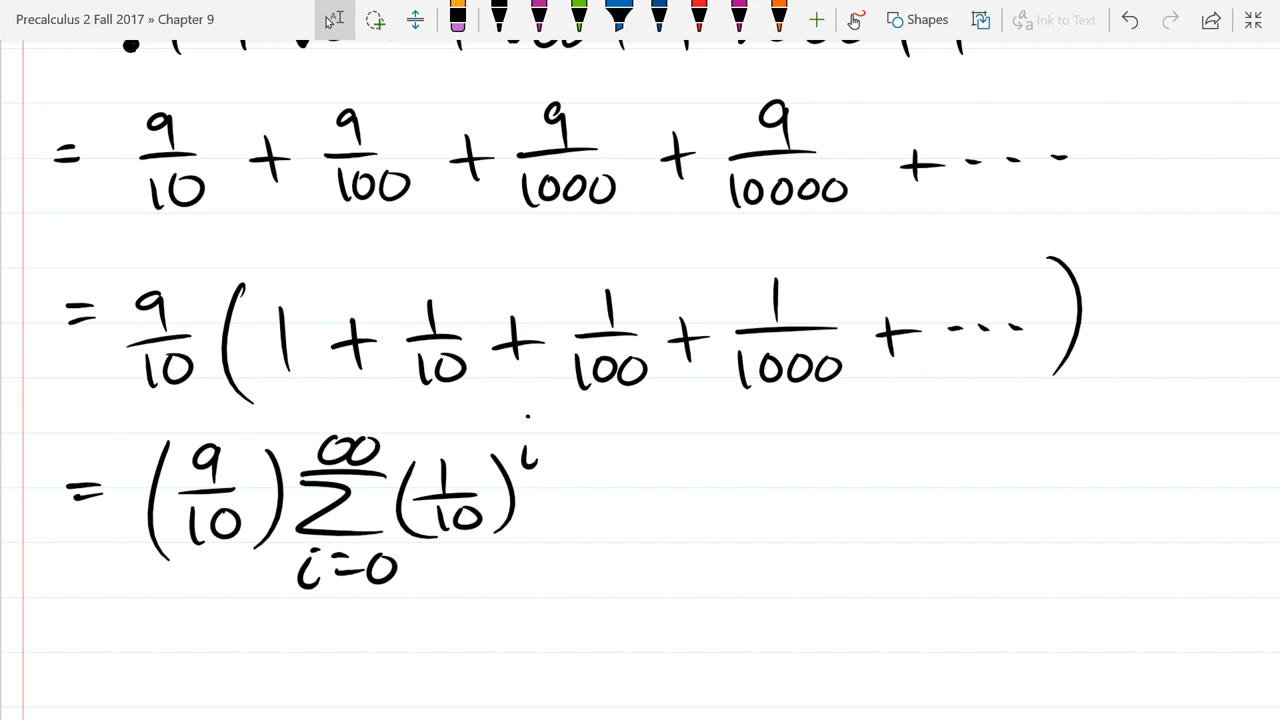 Precalculus 2 Fall 2017 » Chapter 9 Shapes Ink to Text
= 9/10 + 9/100 + 9/1000 + 9/10000 + ...
= 9/10 ( 1 + 1/10 + 1/100 + 1/1000 + ... )
= (9/10) ∑_{i=0}^{∞} (1/10)^i